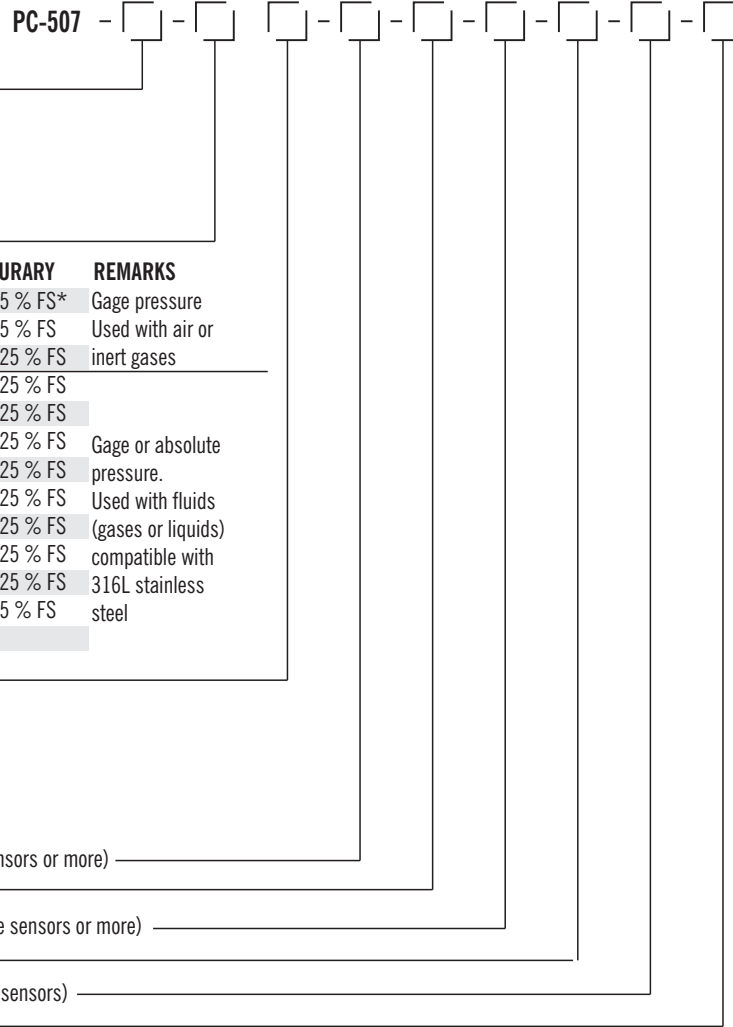 PC-507 - - - - - - - -
URARY REMARKS
5 % FS* Gage pressure
5 % FS Used with air or
25 % FS inert gases
25 % FS
25 % FS
25 % FS Gage or absolute
25 % FS pressure.
25 % FS Used with fluids
25 % FS (gases or liquids)
25 % FS compatible with
25 % FS 316L stainless
5 % FS steel
nsors or more)
e sensors or more)
sensors)